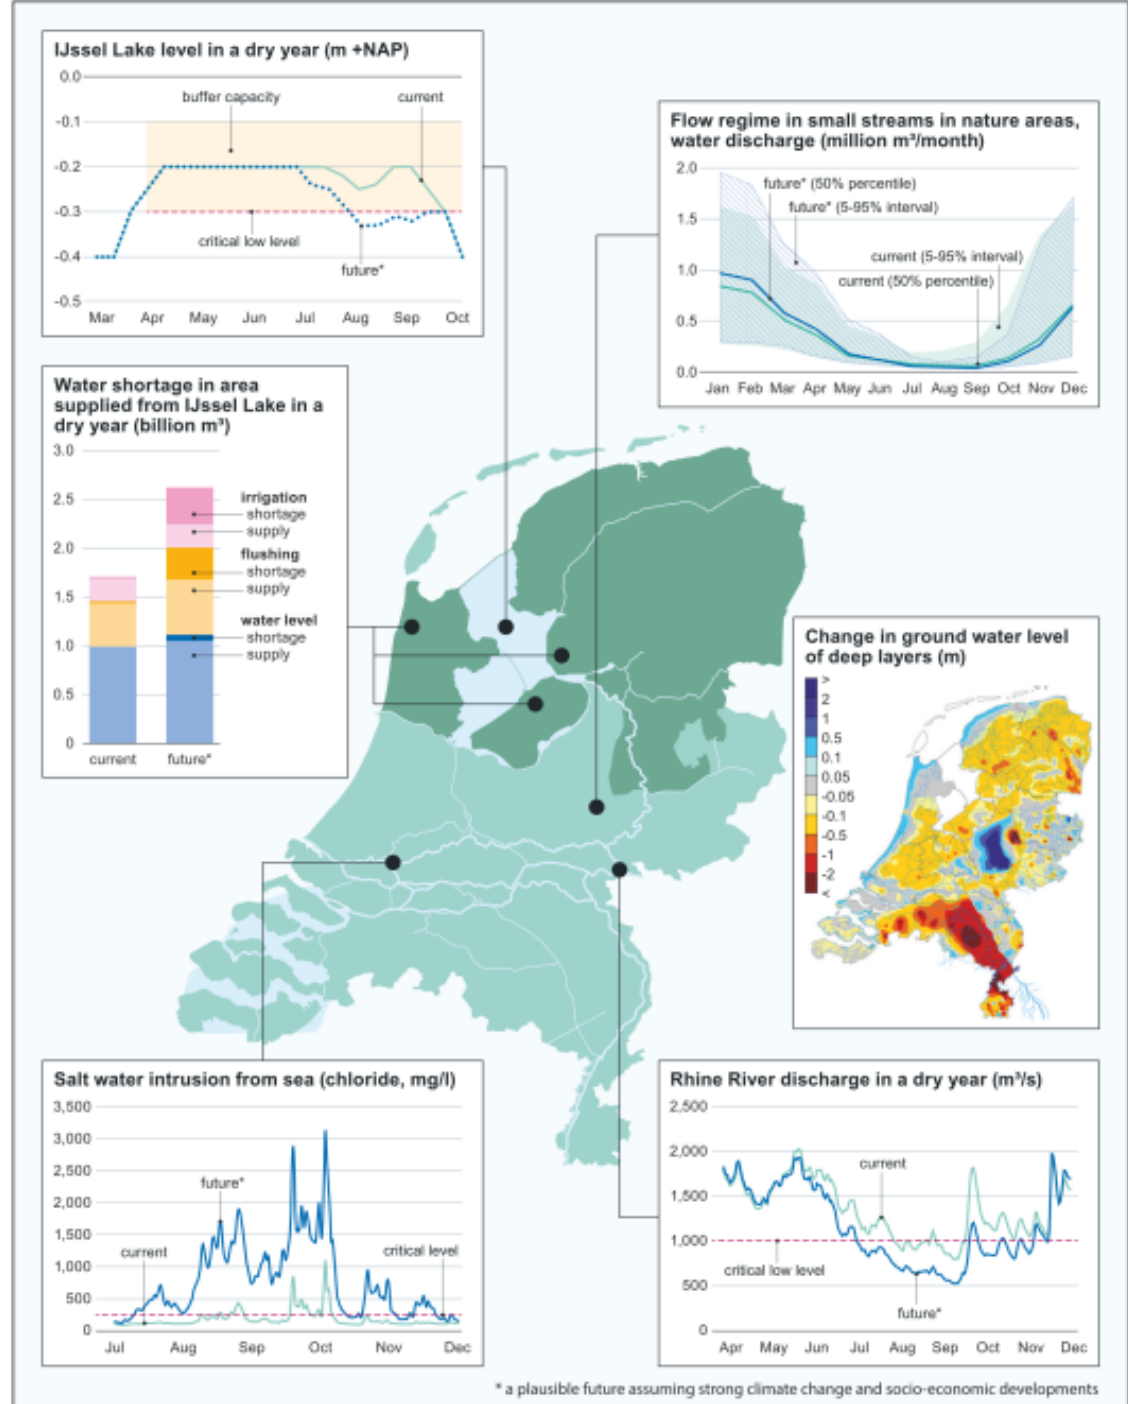 IJssel Lake level in a dry year (m +NAP)
0.0
buffer capacity
current
-0.1
-0.2
-0.3
critical low level
-0.4
future*
-0.5
Mar Apr May Jun Jul Aug Sep Oct
Flow regime in small streams in nature areas,
water discharge (million m³/month)
2.0
future* (50% percentile)
1.5
future* (5-95% interval)
current (5-95% interval)
1.0
current (50% percentile)
0.5
0.0
Jan Feb Mar Apr May Jun Jul Aug Sep Oct Nov Dec
Water shortage in area
supplied from IJssel Lake in a
dry year (billion m³)
3.0
2.5
irrigation
shortage
supply
2.0
flushing
shortage
1.5
supply
water level
1.0
shortage
supply
0.5
0
current future*
Change in ground water level
of deep layers (m)
>
2
1
0.5
0.1
0.05
-0.05
-0.1
-0.5
-1
-2
<
Salt water intrusion from sea (chloride, mg/l)
3,500
3,000
2,500
future*
2,000
1,500
current
critical level
1,000
500
0
Jul Aug Sep Oct Nov Dec
Rhine River discharge in a dry year (m³/s)
2,500
2,000
current
1,500
1,000
critical low level
500
future*
0
Apr May Jun Jul Aug Sep Oct Nov Dec
* a plausible future assuming strong climate change and socio-economic developments